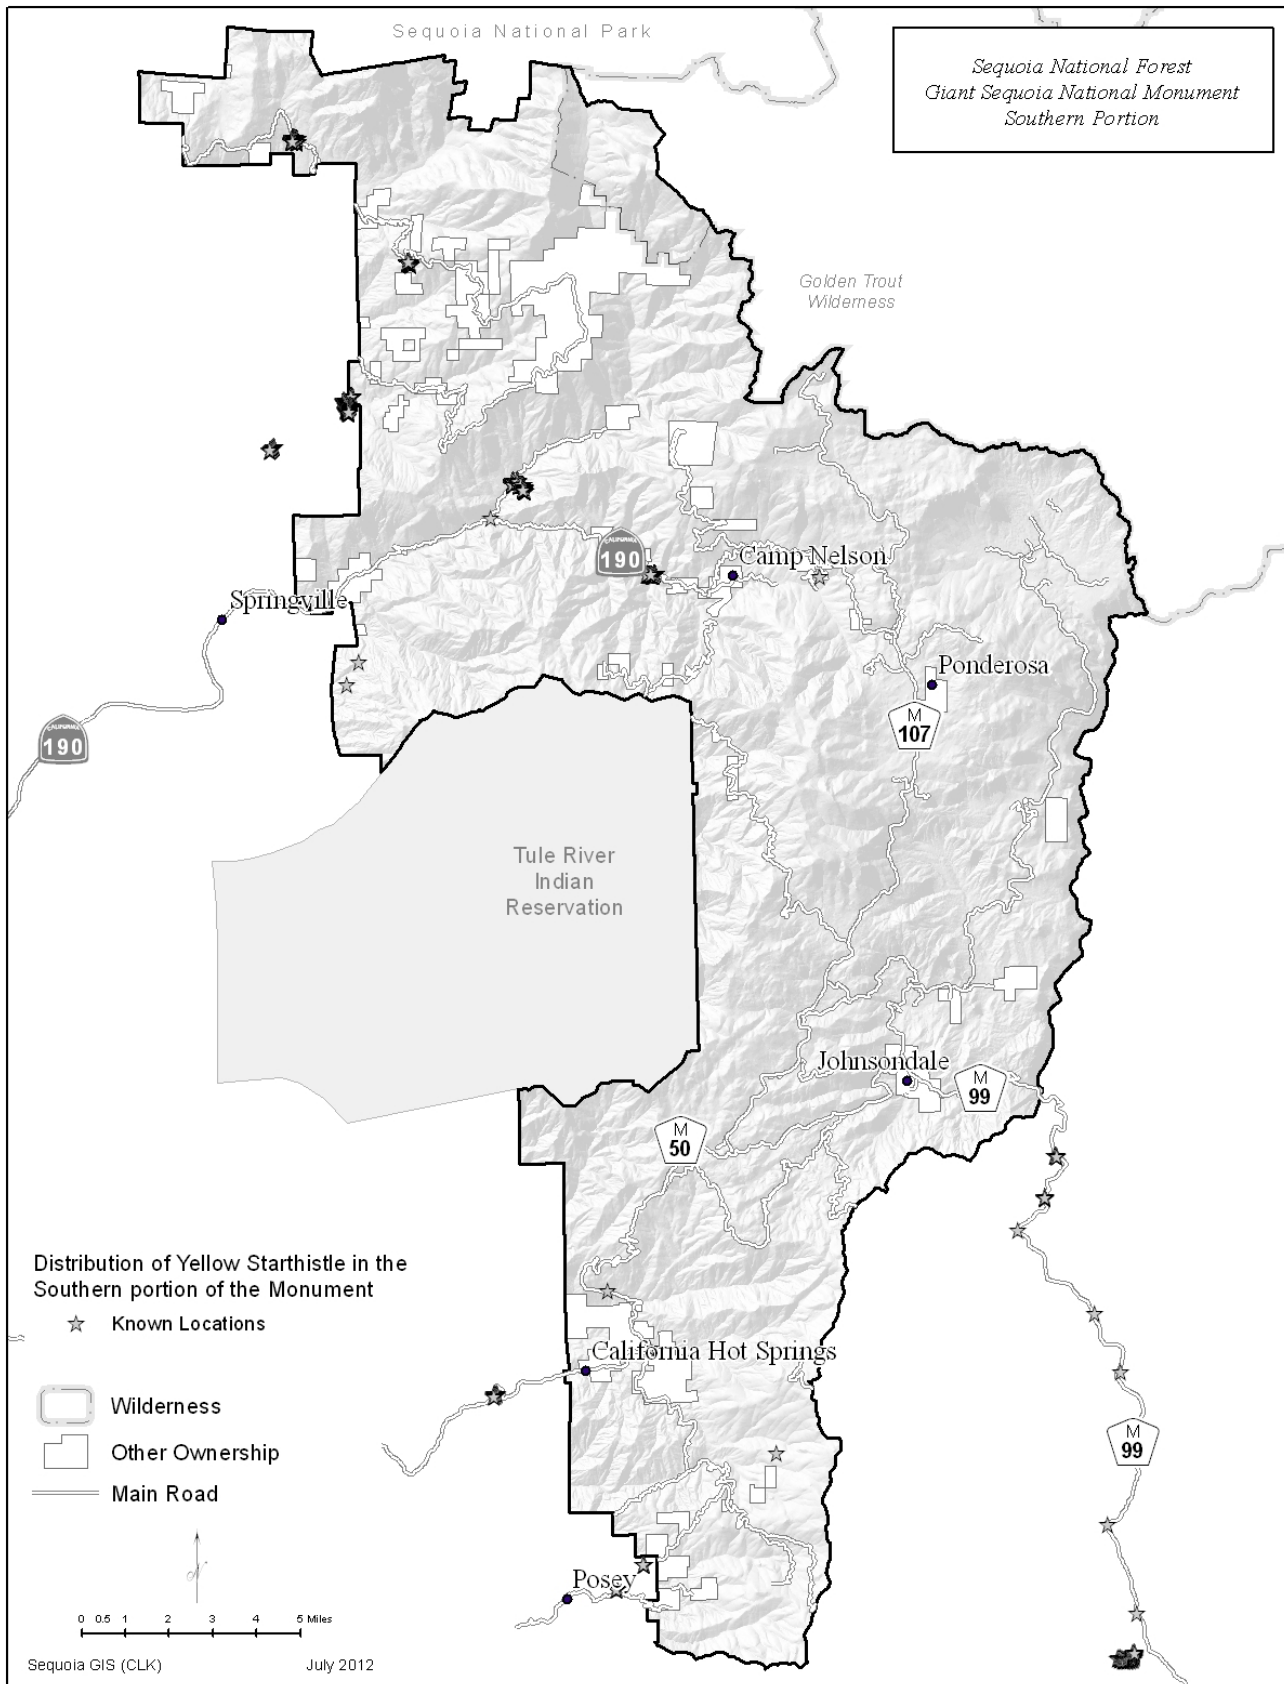 Sequoia National Park
Sequoia National Forest
Giant Sequoia National Monument
Southern Portion
Golden Trout
Wilderness
CALIFORNIA
190
Camp Nelson
Springville
Ponderosa
M
107
CALIFORNIA
190
Tule River
Indian
Reservation
Johnsondale
M
99
M
50
Distribution of Yellow Starthistle in the
Southern portion of the Monument
Known Locations
California Hot Springs
Wilderness
Other Ownership
Main Road
M
99
N
Posey
0 0.5 1 2 3 4 5 Miles
Sequoia GIS (CLK) July 2012